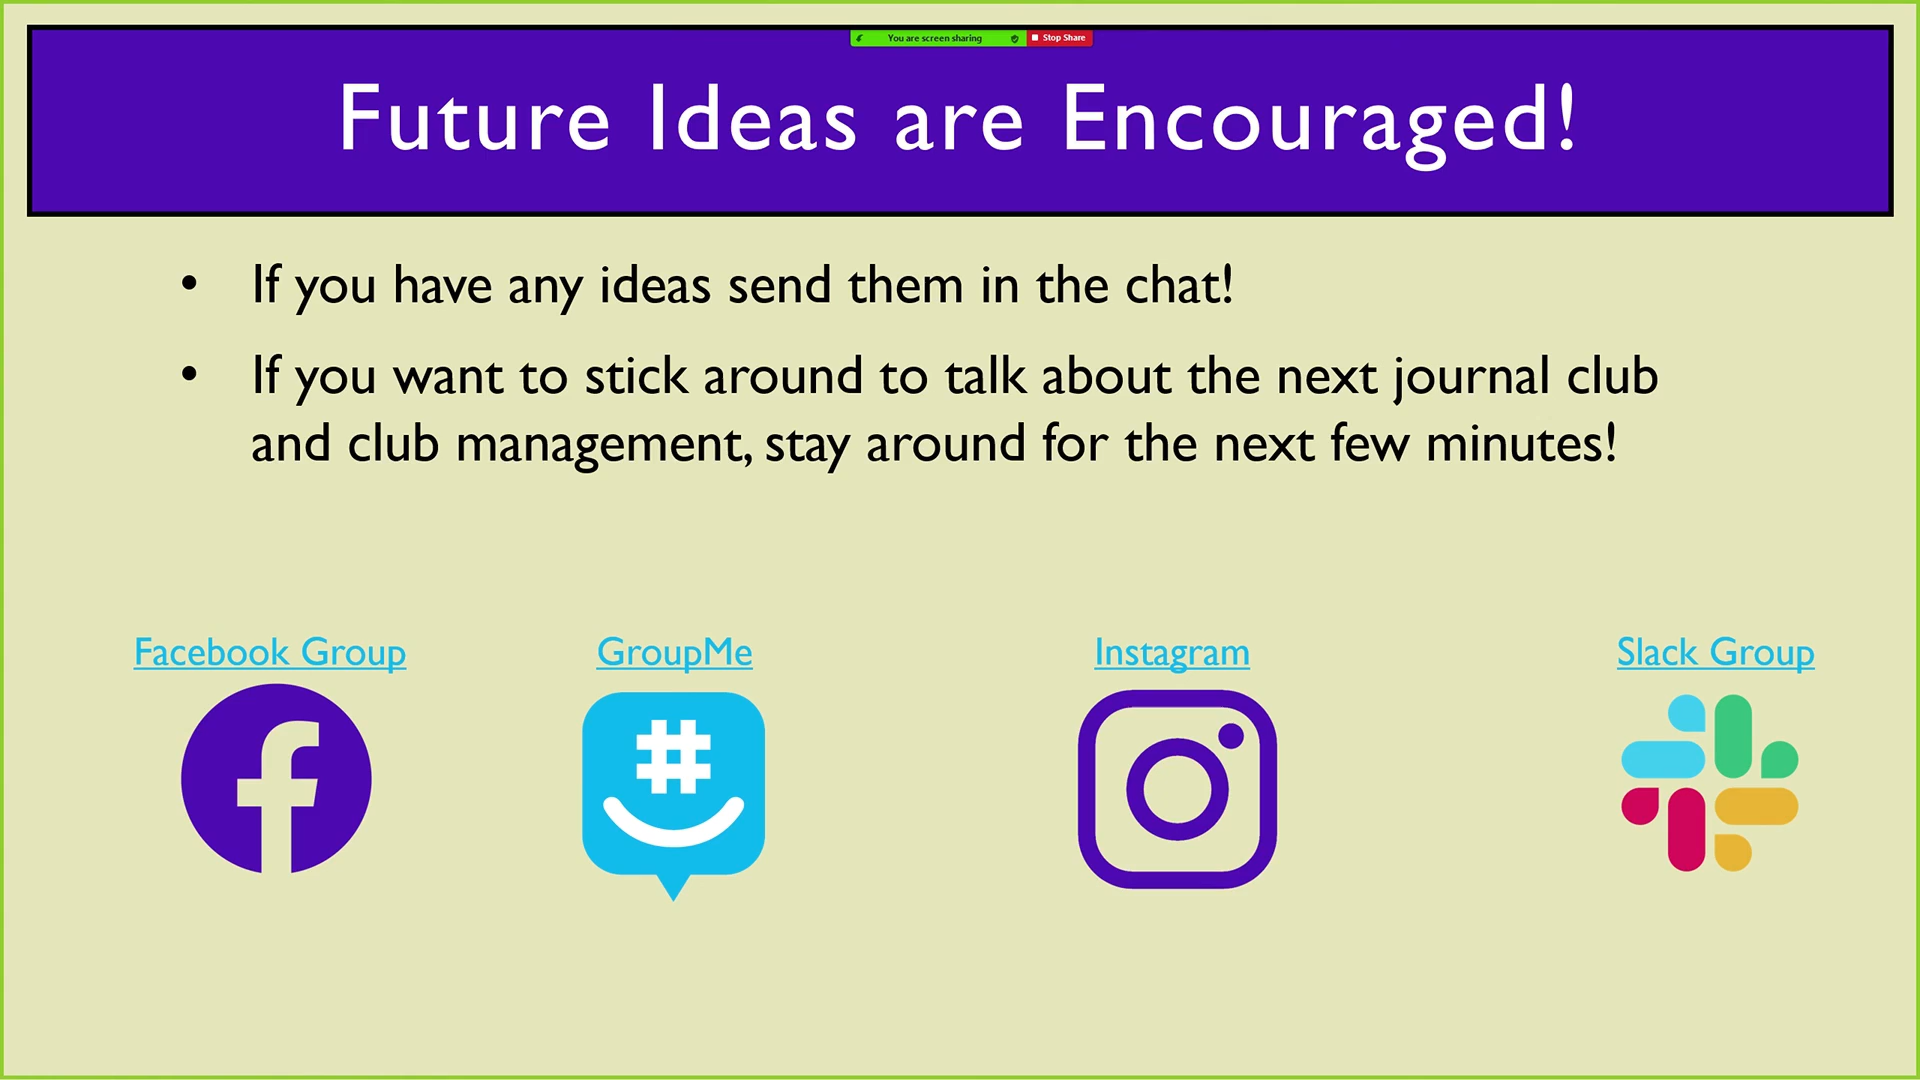 You are screen sharing Stop Share
Future Ideas are Encouraged!
• If you have any ideas send them in the chat!
• If you want to stick around to talk about the next journal club
and club management, stay around for the next few minutes!
Facebook Group GroupMe Instagram Slack Group